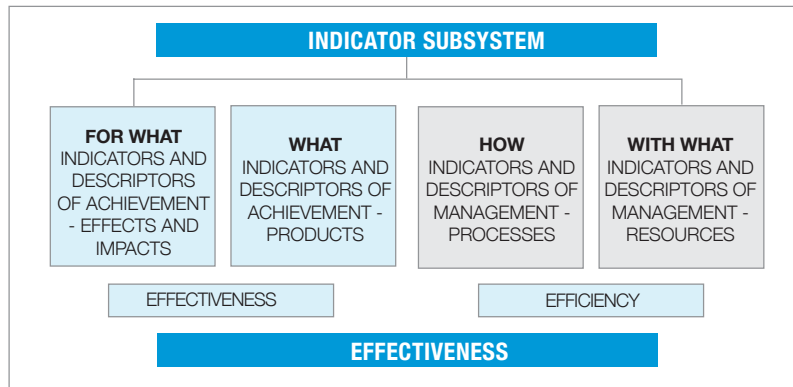 INDICATOR SUBSYSTEM
FOR WHAT
INDICATORS AND
DESCRIPTORS
OF ACHIEVEMENT
- EFFECTS AND
IMPACTS
WHAT
INDICATORS AND
DESCRIPTORS OF
ACHIEVEMENT -
PRODUCTS
HOW
INDICATORS AND
DESCRIPTORS OF
MANAGEMENT -
PROCESSES
WITH WHAT
INDICATORS AND
DESCRIPTORS OF
MANAGEMENT -
RESOURCES
EFFECTIVENESS
EFFICIENCY
EFFECTIVENESS